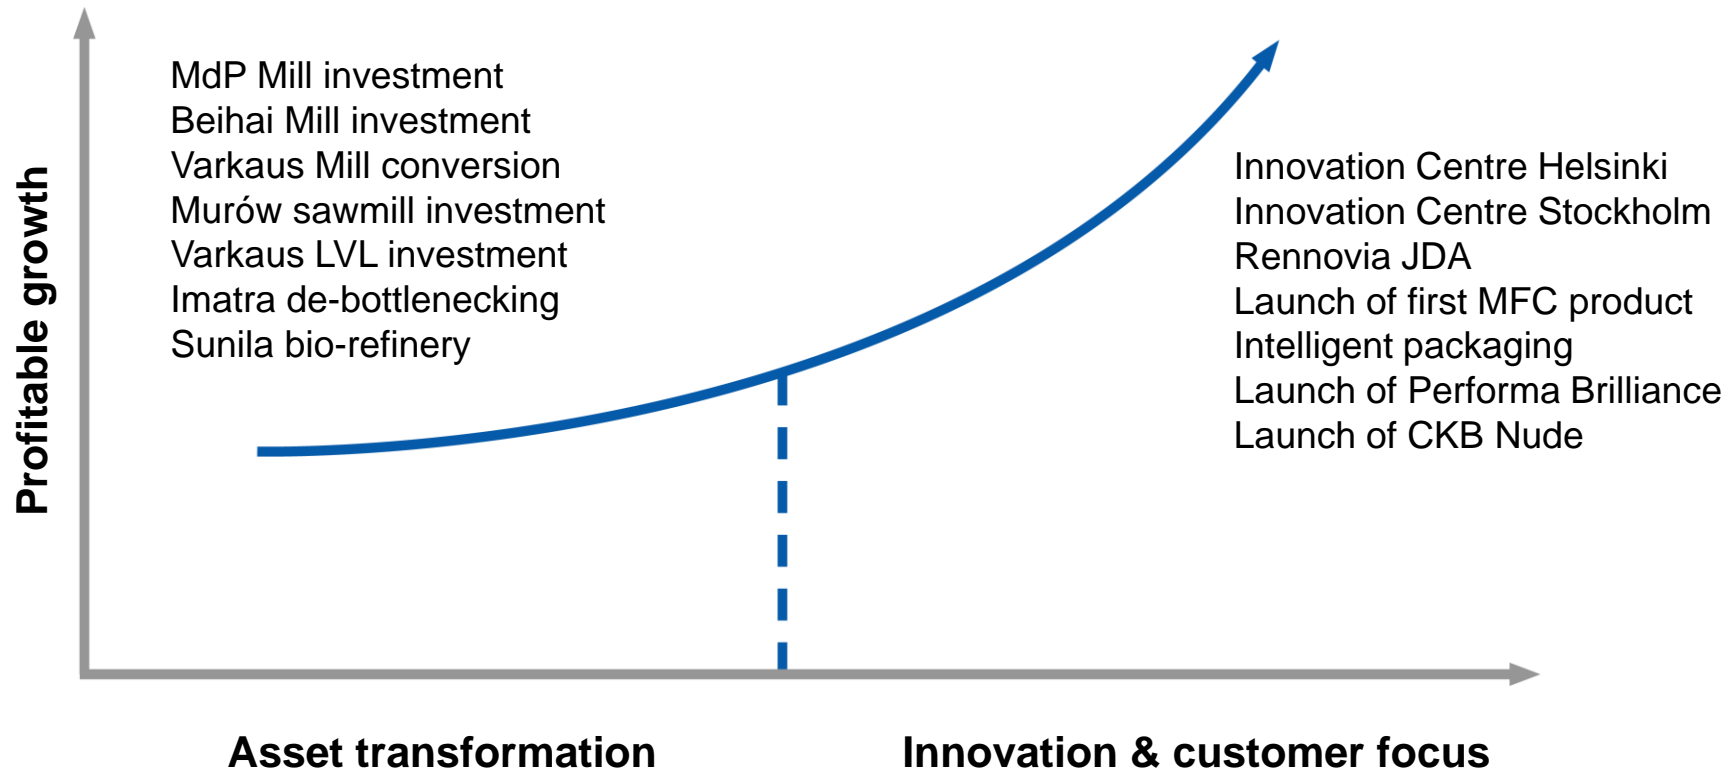 Profitable growth
MdP Mill investment
Beihai Mill investment
Varkaus Mill conversion
Murów sawmill investment
Varkaus LVL investment
Imatra de-bottlenecking
Sunila bio-refinery
Innovation Centre Helsinki
Innovation Centre Stockholm
Rennovia JDA
Launch of first MFC product
Intelligent packaging
Launch of Performa Brilliance
Launch of CKB Nude
Asset transformation
Innovation & customer focus